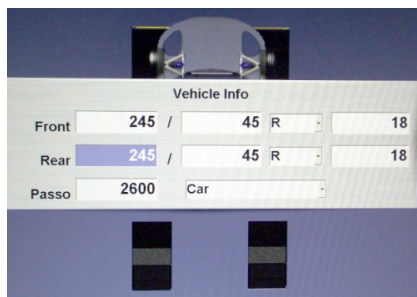 Vehicle Info
Front 245 / 45 R 18
Rear 245 / 45 R 18
Passo 2600 Car